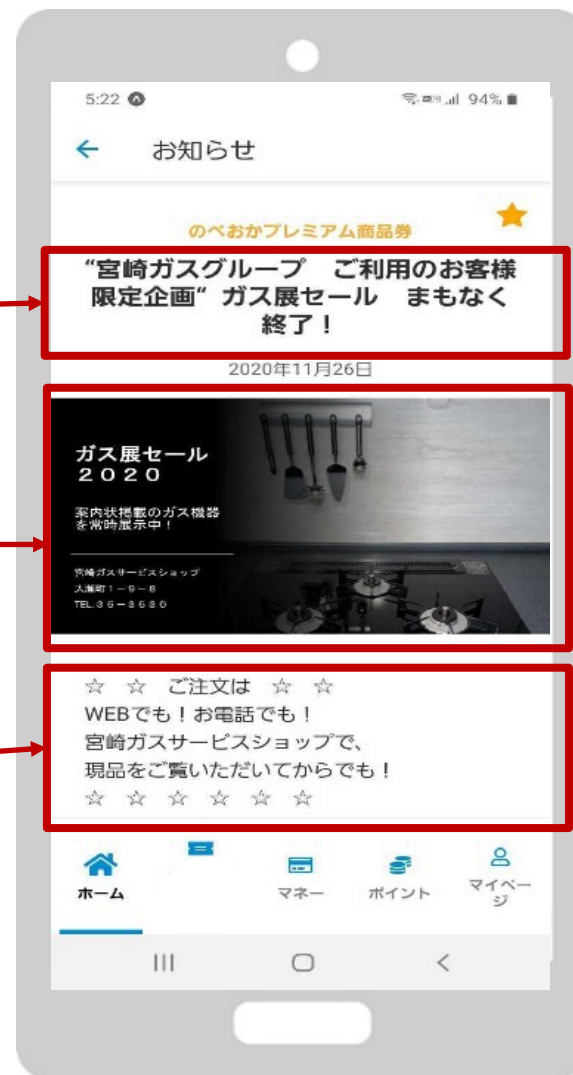 5:22 94%
お知らせ
のべおかプレミアム商品券
“宮崎ガスグループ　ご利用のお客様
限定企画“ ガス展セール　まもなく
終了！
2020年11月26日
ガス展セール
２０２０
案内状掲載のガス機器
を常時展示中！
宮崎ガスサービスショップ
大瀬町１－９－８
TEL.３５－３５３０
☆　☆　ご注文は　☆　☆
WEBでも！お電話でも！
宮崎ガスサービスショップで、
現品をご覧いただいてからでも！
☆　☆　☆　☆　☆　☆
ホーム
マネー
ポイント
マイペー
ジ